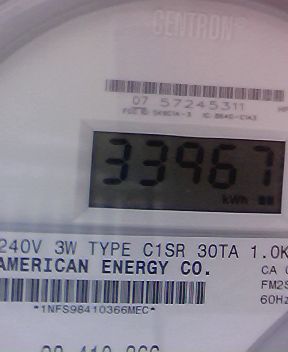 CENTRON®
07 57245311
33967
kWh
240V 3W TYPE C1SR 30TA 1.0K
AMERICAN ENERGY CO.
CA
FM2S
60Hz
*1NFS98410366MEC*